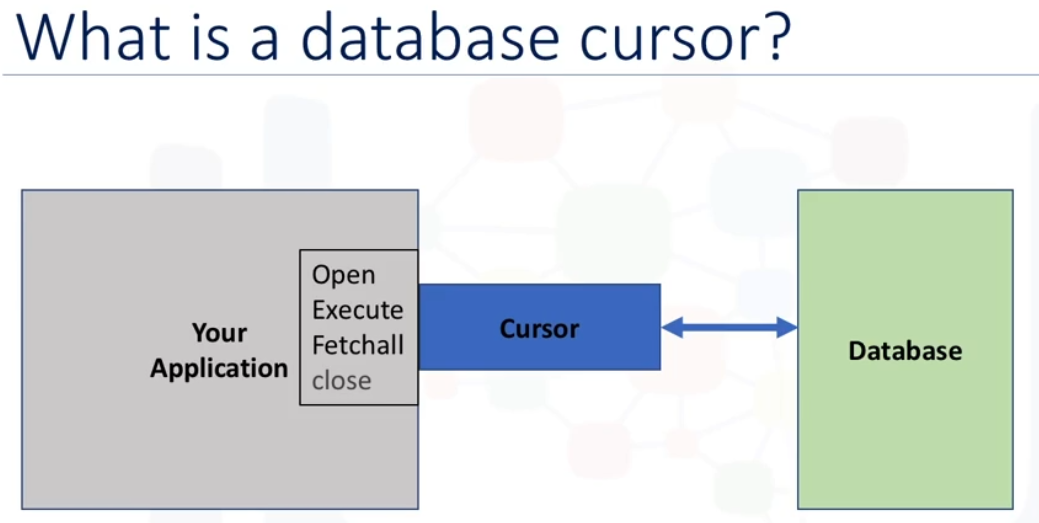 What is a database cursor?
Your
Application
Open
Execute
Fetchall
close
Cursor
Database